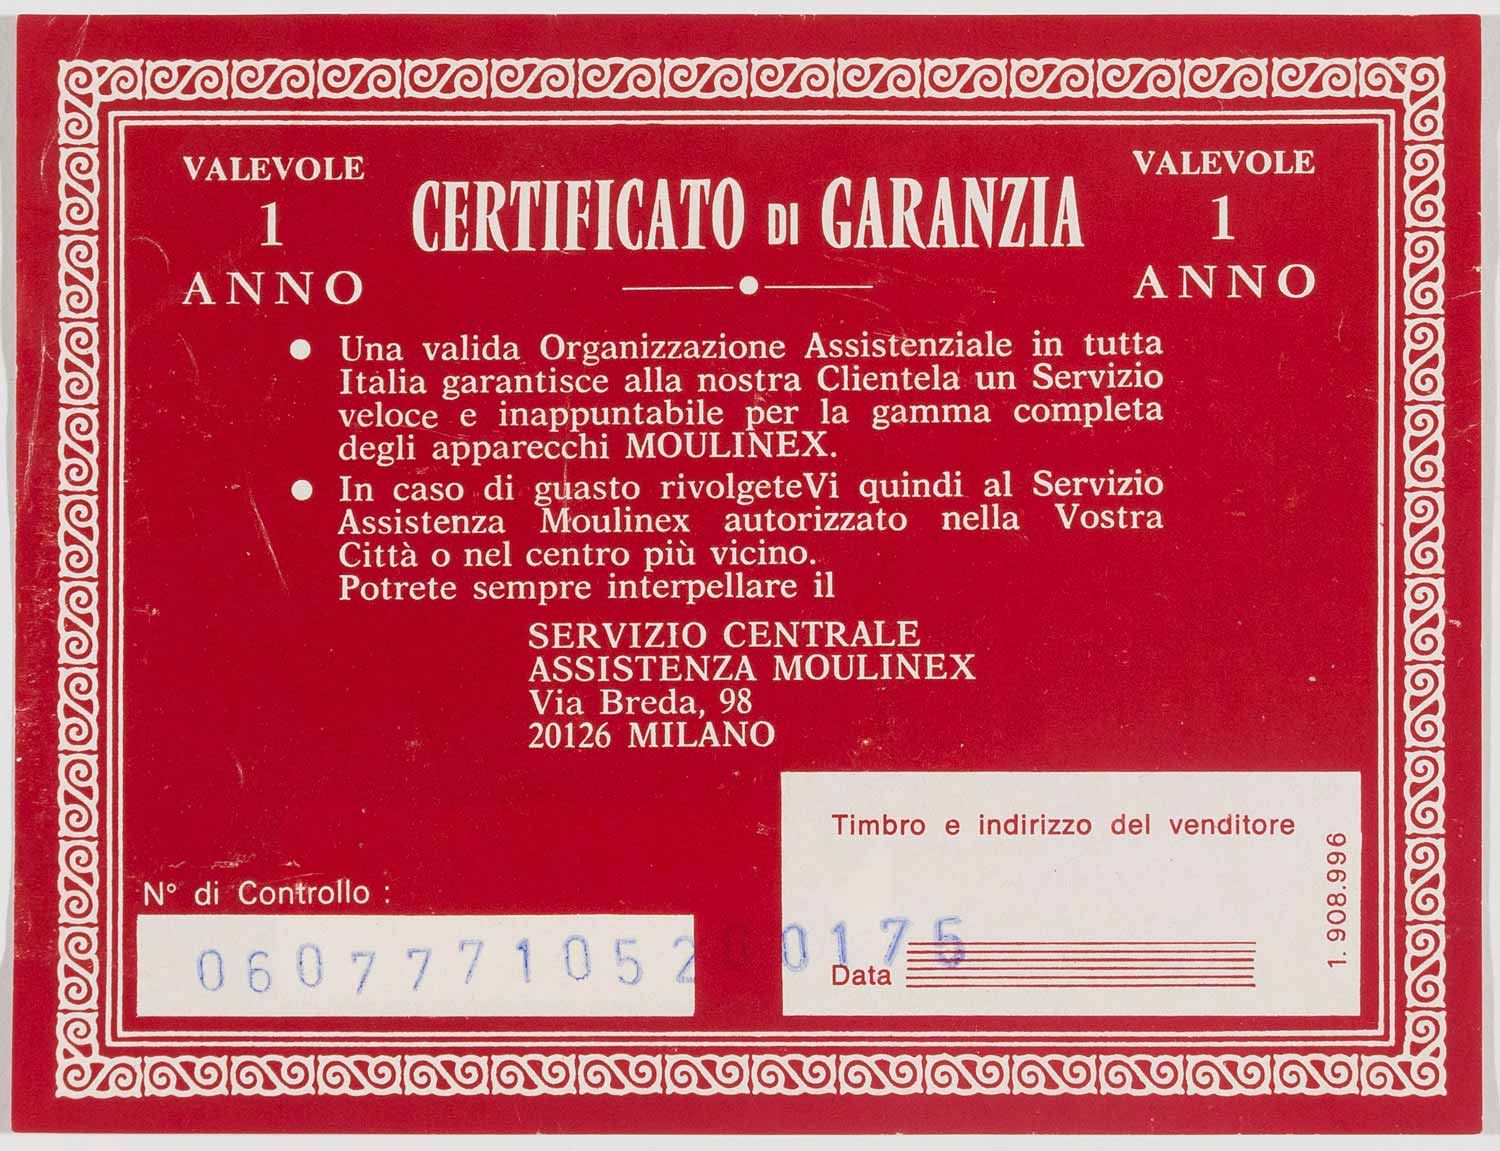 VALEVOLE
1
ANNO
CERTIFICATO DI GARANZIA
VALEVOLE
1
ANNO
● Una valida Organizzazione Assistenziale in tutta
Italia garantisce alla nostra Clientela un Servizio
veloce e inappuntabile per la gamma completa
degli apparecchi MOULINEX.
● In caso di guasto rivolgeteVi quindi al Servizio
Assistenza Moulinex autorizzato nella Vostra
Città o nel centro più vicino.
Potrete sempre interpellare il
SERVIZIO CENTRALE
ASSISTENZA MOULINEX
Via Breda, 98
20126 MILANO
Timbro e indirizzo del venditore
1.908.996
N° di Controllo :
0607777105200175
Data